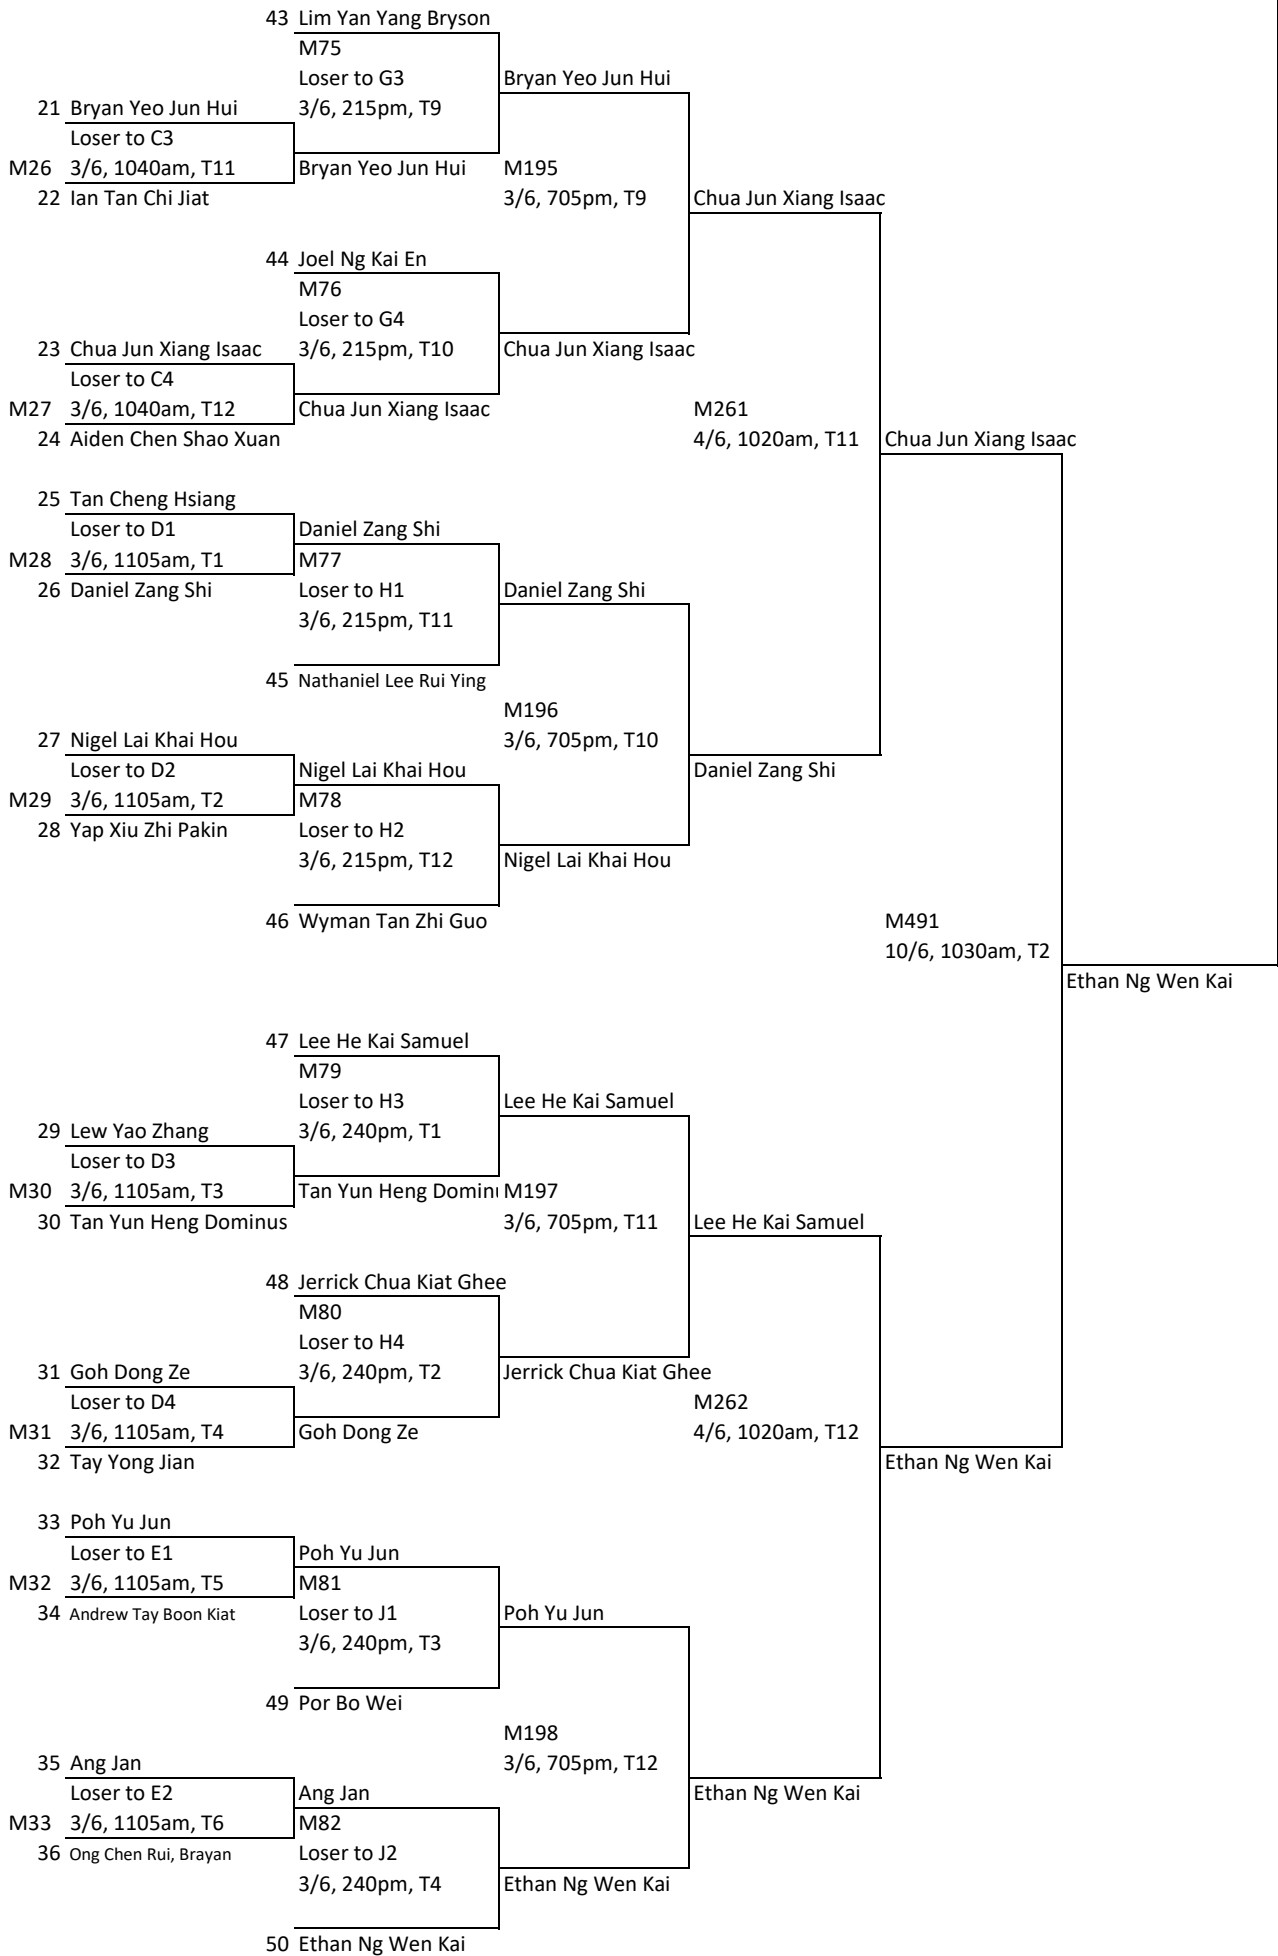 43 Lim Yan Yang Bryson
M75
Loser to G3 Bryan Yeo Jun Hui
21 Bryan Yeo Jun Hui 3/6, 215pm, T9
Loser to C3
M26 3/6, 1040am, T11 Bryan Yeo Jun Hui M195
22 Ian Tan Chi Jiat 3/6, 705pm, T9 Chua Jun Xiang Isaac
44 Joel Ng Kai En
M76
Loser to G4
23 Chua Jun Xiang Isaac 3/6, 215pm, T10 Chua Jun Xiang Isaac
Loser to C4
M27 3/6, 1040am, T12 Chua Jun Xiang Isaac M261
24 Aiden Chen Shao Xuan 4/6, 1020am, T11 Chua Jun Xiang Isaac
25 Tan Cheng Hsiang
Loser to D1 Daniel Zang Shi
M28 3/6, 1105am, T1 M77
26 Daniel Zang Shi Loser to H1 Daniel Zang Shi
3/6, 215pm, T11
45 Nathaniel Lee Rui Ying
M196
27 Nigel Lai Khai Hou 3/6, 705pm, T10
Loser to D2 Nigel Lai Khai Hou Daniel Zang Shi
M29 3/6, 1105am, T2 M78
28 Yap Xiu Zhi Pakin Loser to H2
3/6, 215pm, T12 Nigel Lai Khai Hou
46 Wyman Tan Zhi Guo M491
10/6, 1030am, T2
Ethan Ng Wen Kai
47 Lee He Kai Samuel
M79
Loser to H3 Lee He Kai Samuel
29 Lew Yao Zhang 3/6, 240pm, T1
Loser to D3
M30 3/6, 1105am, T3 Tan Yun Heng Domin M197
30 Tan Yun Heng Dominus 3/6, 705pm, T11 Lee He Kai Samuel
48 Jerrick Chua Kiat Ghee
M80
Loser to H4
31 Goh Dong Ze 3/6, 240pm, T2 Jerrick Chua Kiat Ghee
Loser to D4 M262
M31 3/6, 1105am, T4 Goh Dong Ze 4/6, 1020am, T12
32 Tay Yong Jian Ethan Ng Wen Kai
33 Poh Yu Jun
Loser to E1 Poh Yu Jun
M32 3/6, 1105am, T5 M81
34 Andrew Tay Boon Kiat Loser to J1 Poh Yu Jun
3/6, 240pm, T3
49 Por Bo Wei
M198
35 Ang Jan 3/6, 705pm, T12
Loser to E2 Ang Jan Ethan Ng Wen Kai
M33 3/6, 1105am, T6 M82
36 Ong Chen Rui, Brayan Loser to J2
3/6, 240pm, T4 Ethan Ng Wen Kai
50 Ethan Ng Wen Kai